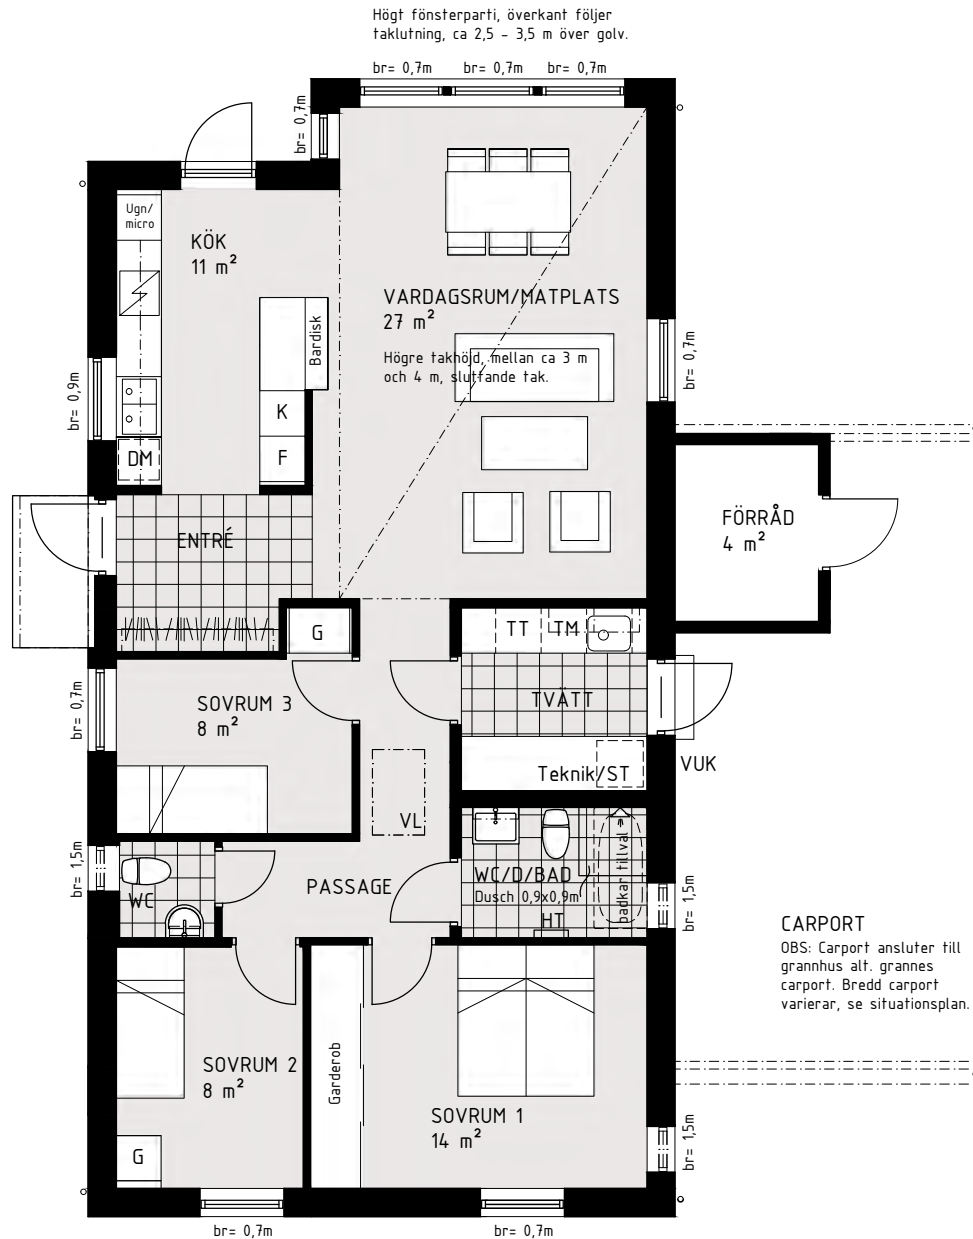 Högt fönsterparti, överkant följer
taklutning, ca 2,5 - 3,5 m över golv.
br= 0,7m
br= 0,7m
br= 0,7m
br= 0,7m
Ugn/
micro
KÖK
11 m²
VARDAGSRUM/MATPLATS
27 m²
Högre takhöjd, mellan ca 3 m
och 4 m, sluttande tak.
Bardisk
br= 0,7m
br= 0,9m
K
F
DM
FÖRRÅD
4 m²
ENTRÉ
G
TT
TM
SOVRUM 3
8 m²
br= 0,7m
TVÄTT
Teknik/ST
VUK
VL
br= 1,5m
WC
PASSAGE
WC/D/BAD
Dusch 0,9x0,9m
HT
badkar tillval
br= 1,5m
CARPORT
OBS: Carport ansluter till
grannhus alt. grannes
carport. Bredd carport
varierar, se situationsplan.
SOVRUM 2
8 m²
G
Garderob
SOVRUM 1
14 m²
br= 1,5m
br= 0,7m
br= 0,7m